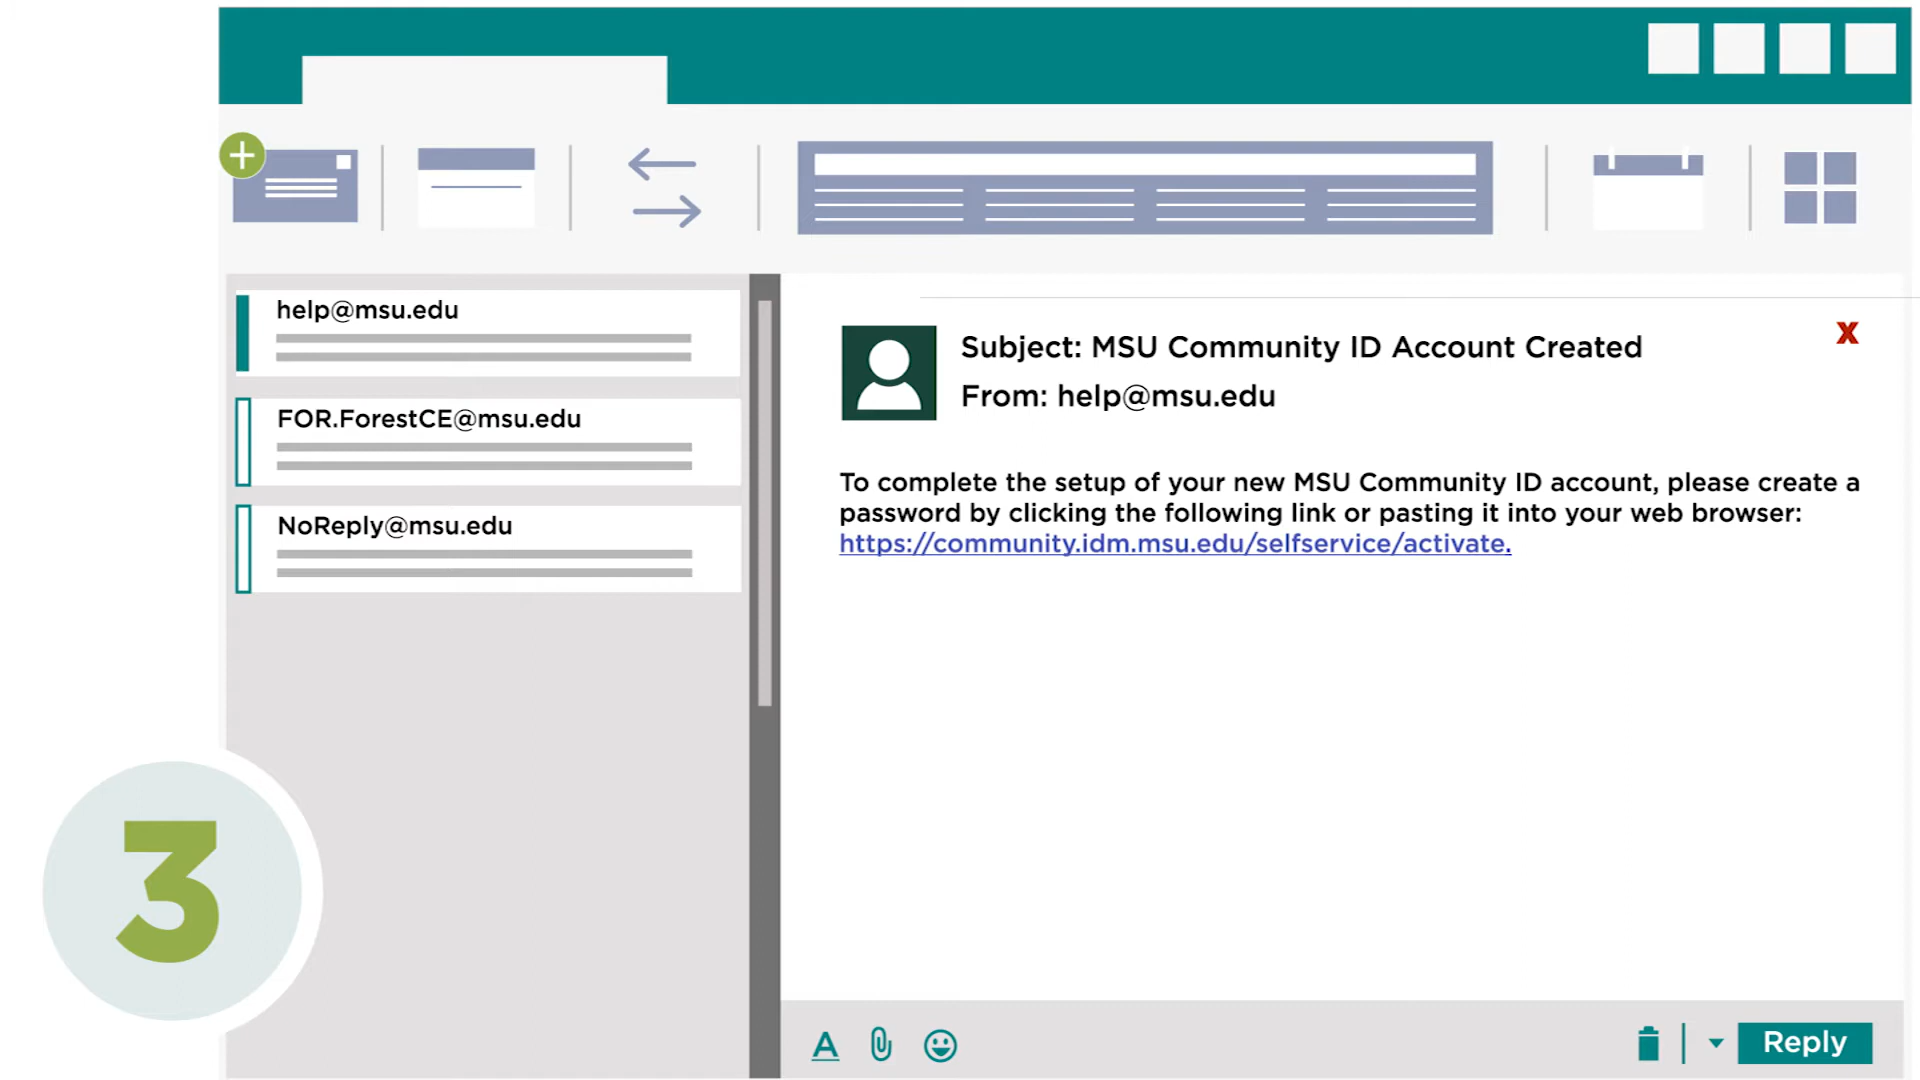 help@msu.edu
FOR.ForestCE@msu.edu
NoReply@msu.edu
Subject: MSU Community ID Account Created
From: help@msu.edu
X
To complete the setup of your new MSU Community ID account, please create a
password by clicking the following link or pasting it into your web browser:
https://community.idm.msu.edu/selfservice/activate.
3
A
Reply